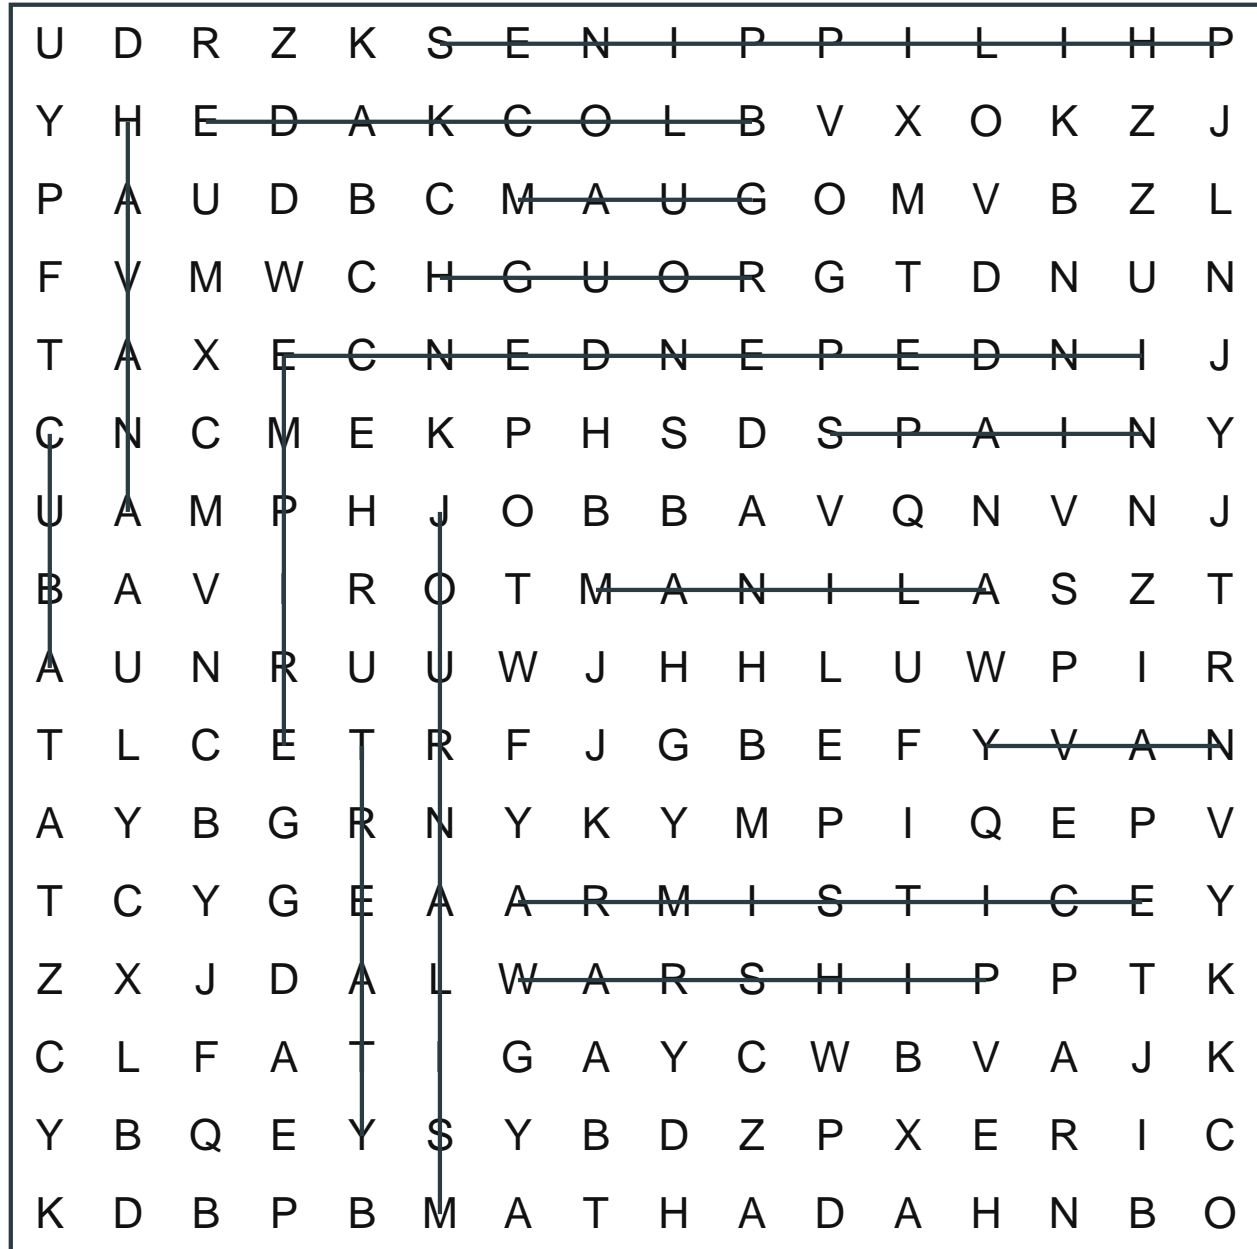 U D R Z K S E N I P P I L I H P
Y H E D A K C O L B V X O K Z J
P A U D B C M A U G O M V B Z L
F V M W C H G U O R G T D N U N
T A X E C N E D N E P E D N I J
C N C M E K P H S D S P A I N Y
U A M P H J O B B A V Q N V N J
B A V I R O T M A N I L A S Z T
A U N R U U W J H H L U W P I R
T L C E T R F J G B E F Y V A N
A Y B G R N Y K Y M P I Q E P V
T C Y G E A A R M I S T I C E Y
Z X J D A L W A R S H I P P T K
C L F A T I G A Y C W B V A J K
Y B Q E Y S Y B D Z P X E R I C
K D B P B M A T H A D A H N B O